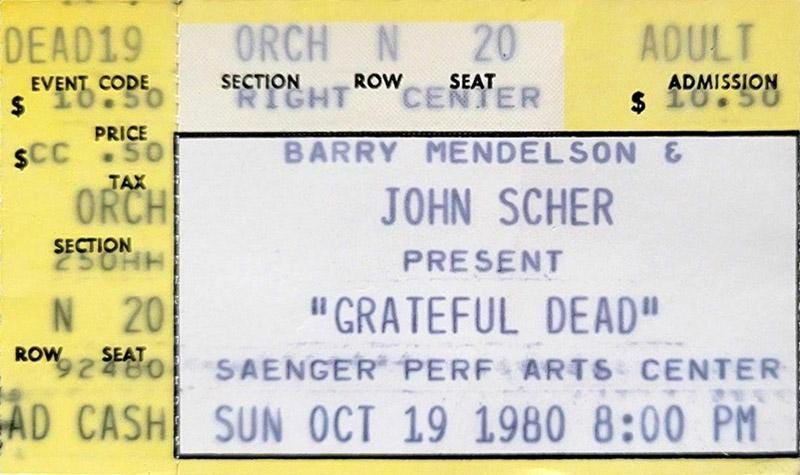 DEAD19
EVENT CODE
$ 10.50
PRICE
$CC .50
TAX
ORCH
SECTION
250HH
N 20
ROW SEAT
92480
AD CASH
ORCH N 20
SECTION ROW SEAT
RIGHT CENTER
ADULT
ADMISSION
$ 10.50
BARRY MENDELSON &
JOHN SCHER
PRESENT
"GRATEFUL DEAD"
SAENGER PERF ARTS CENTER
SUN OCT 19 1980 8:00 PM